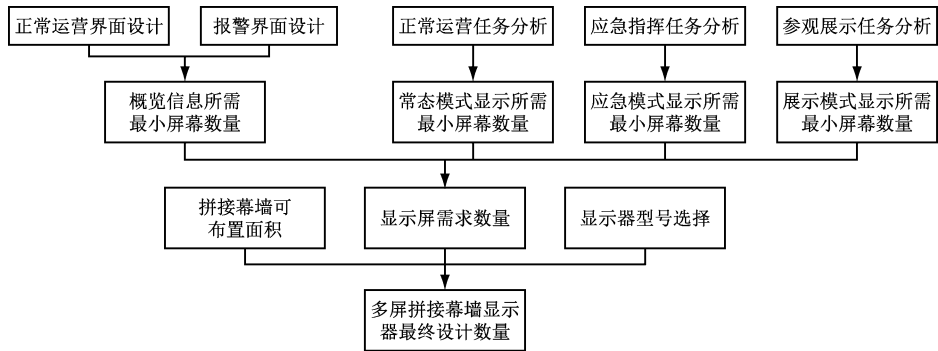 正常运营界面设计
报警界面设计
正常运营任务分析
应急指挥任务分析
参观展示任务分析
概览信息所需
最小屏幕数量
常态模式显示所需
最小屏幕数量
应急模式显示所需
最小屏幕数量
展示模式显示所需
最小屏幕数量
拼接幕墙可
布置面积
显示屏需求数量
显示器型号选择
多屏拼接幕墙显示
器最终设计数量